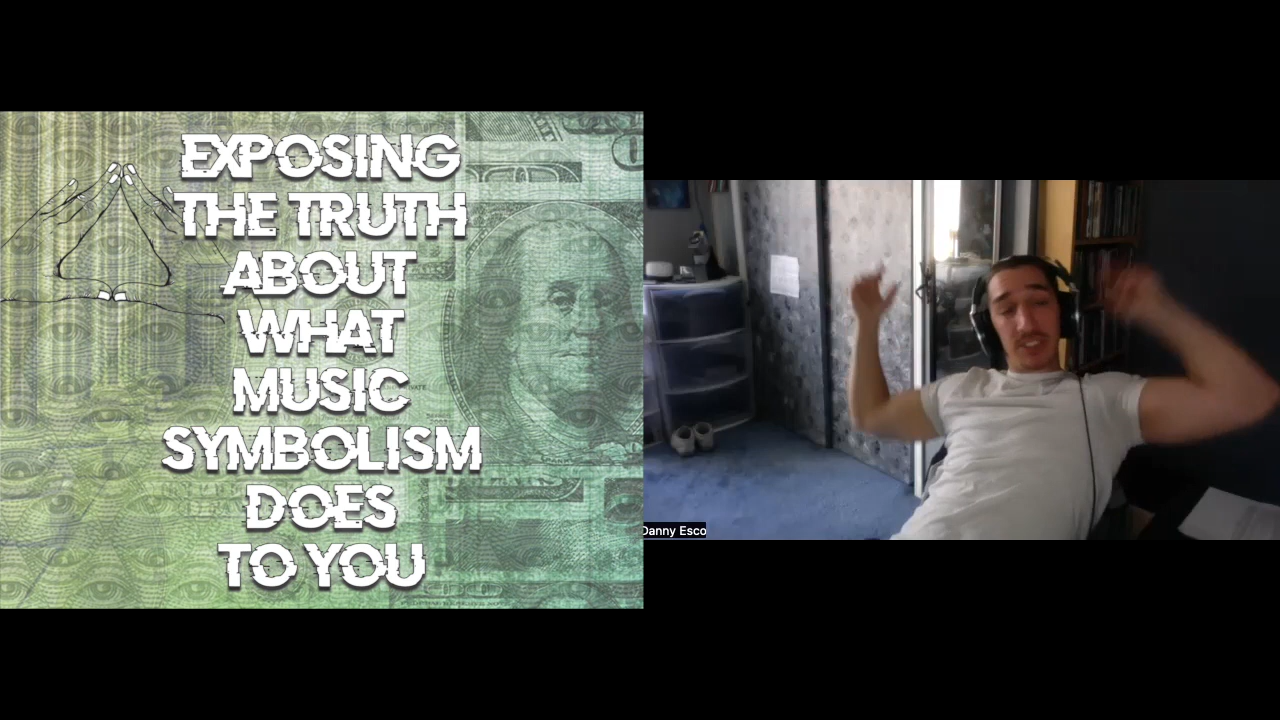 EXPOSING
THE TRUTH
ABOUT
WHAT
MUSIC
SYMBOLISM
DOES
TO YOU
Danny Esco